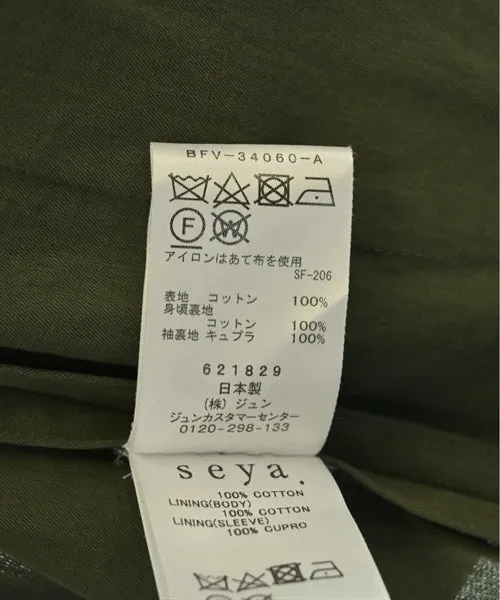 BFV-34060-A
F
W
アイロンはあて布を使用
SF-206
表地 コットン 100%
身頃裏地
コットン 100%
袖裏地 キュプラ 100%
621829
日本製
(株) ジュン
ジュンカスタマーセンター
0120-298-133
seya.
100% COTTON
LINING(BODY)
100% COTTON
LINING(SLEEVE)
100% CUPRO